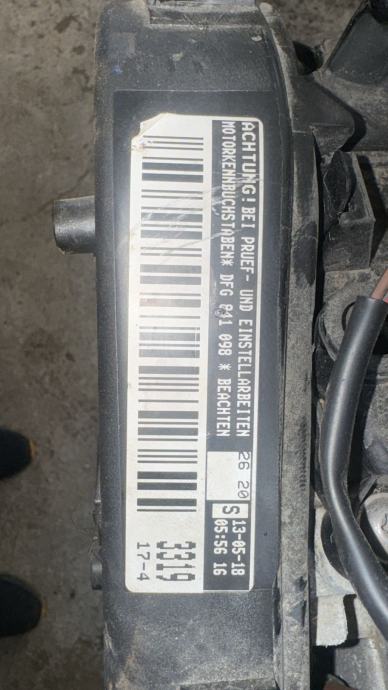 ACHTUNG! BEI PRUEF- UND EINSTELLARBEITEN
MOTORKENNBUCHSTABEN* DFG 841 098 * BEACHTEN
26 20
S
13-05-18
05:56 16
3319
17-4